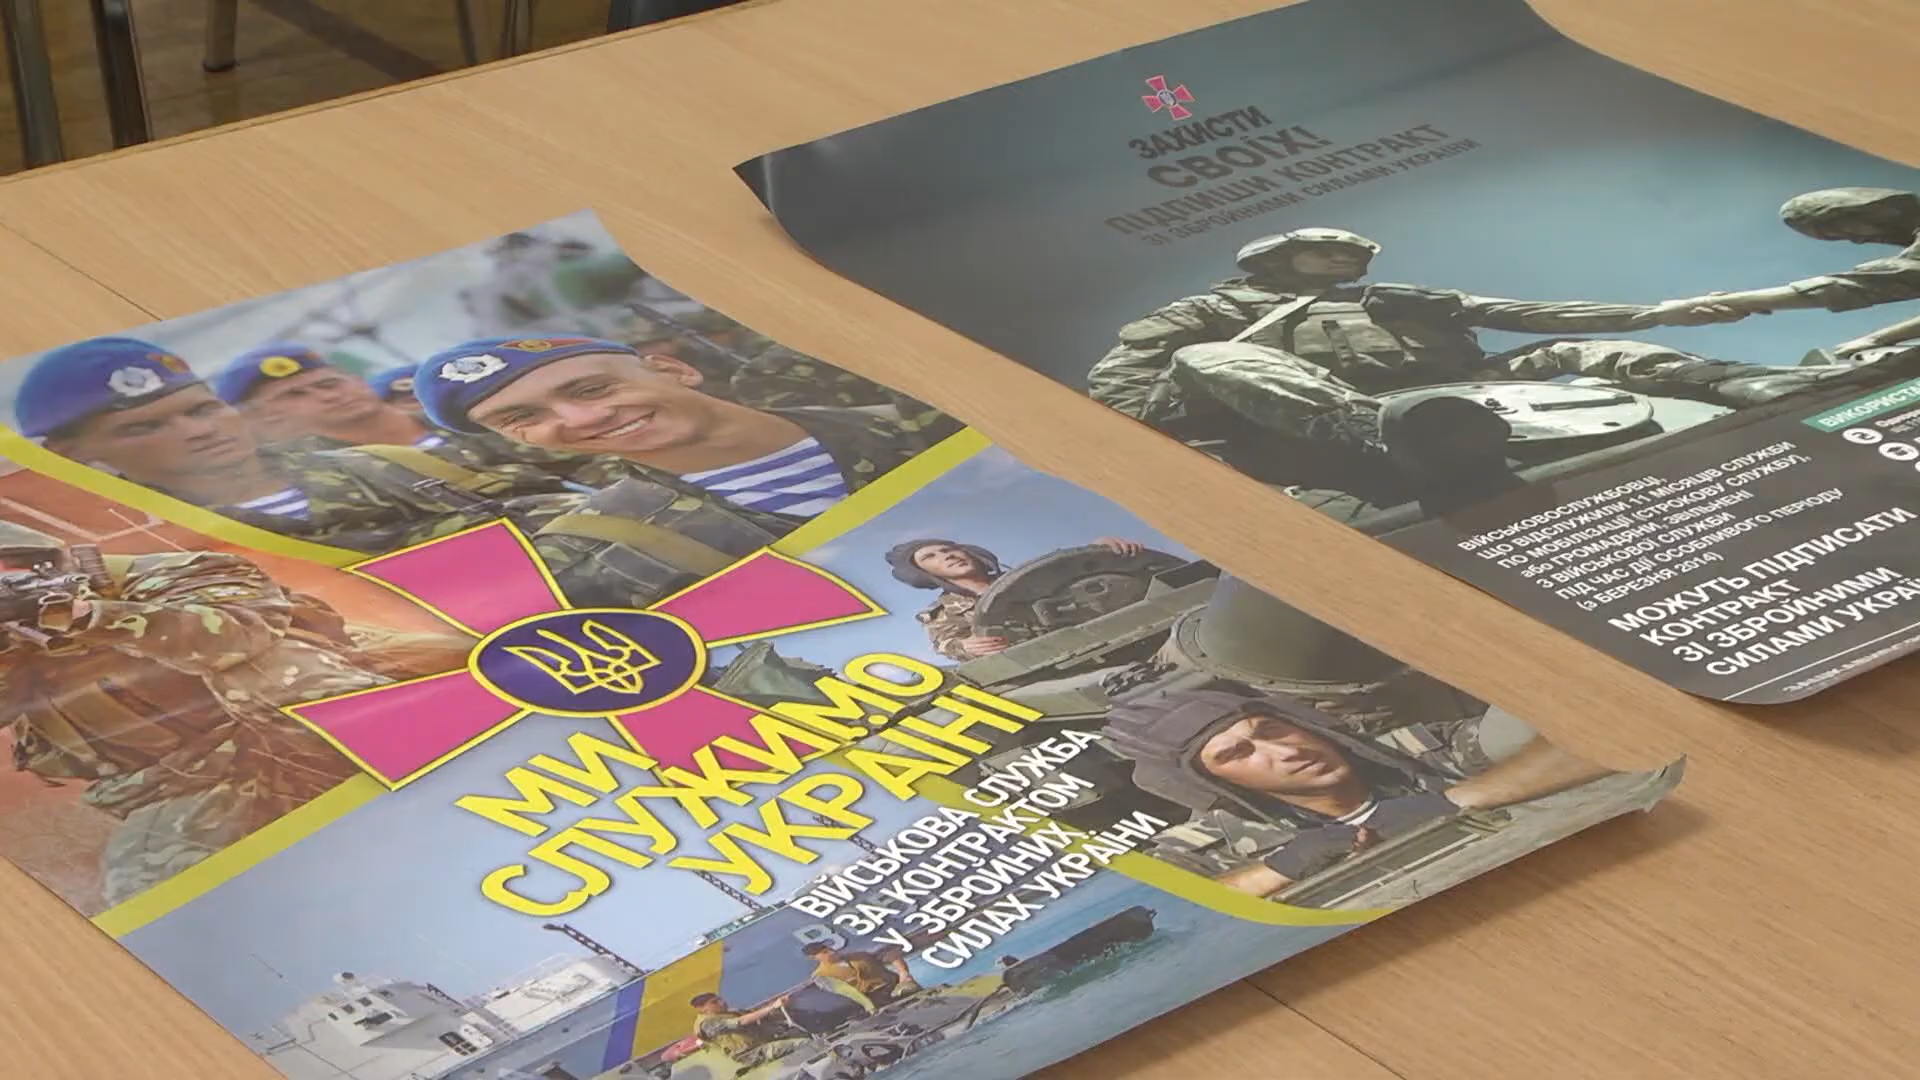 МИ
СЛУЖИМО
УКРАЇНІ
ВІЙСЬКОВА СЛУЖБА
ЗА КОНТРАКТОМ
У ЗБРОЙНИХ
СИЛАХ УКРАЇНИ
ЗАХИСТИ
СВОЇХ!
ПІДПИШИ КОНТРАКТ
ЗІ ЗБРОЙНИМИ СИЛАМИ УКРАЇНИ
ВІЙСЬКОВОСЛУЖБОВЦІ,
ЩО ВІДСЛУЖИЛИ 11 МІСЯЦІВ СЛУЖБИ
ПО МОБІЛІЗАЦІЇ (СТРОКОВУ СЛУЖБУ),
або ГРОМАДЯНИ, ЗВІЛЬНЕНІ
З ВІЙСЬКОВОЇ СЛУЖБИ
ПІД ЧАС ДІЇ ОСОБЛИВОГО ПЕРІОДУ
(з БЕРЕЗНЯ 2014)
МОЖУТЬ ПІДПИСАТИ
КОНТРАКТ
ЗІ ЗБРОЙНИМИ
СИЛАМИ УКРАЇ
ВИКОРИСТА